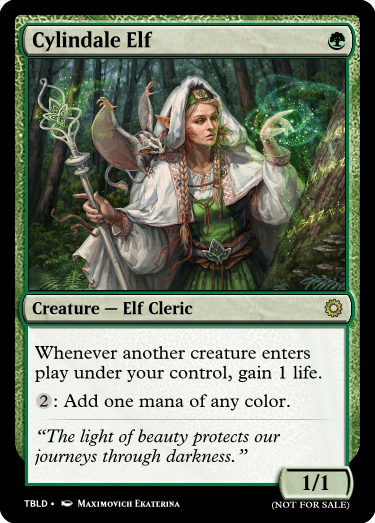 Cylindale Elf
Creature — Elf Cleric
Whenever another creature enters
play under your control, gain 1 life.
2: Add one mana of any color.
“The light of beauty protects our
journeys through darkness.”
1/1
TBLD • Maximovich Ekaterina
(NOT FOR SALE)